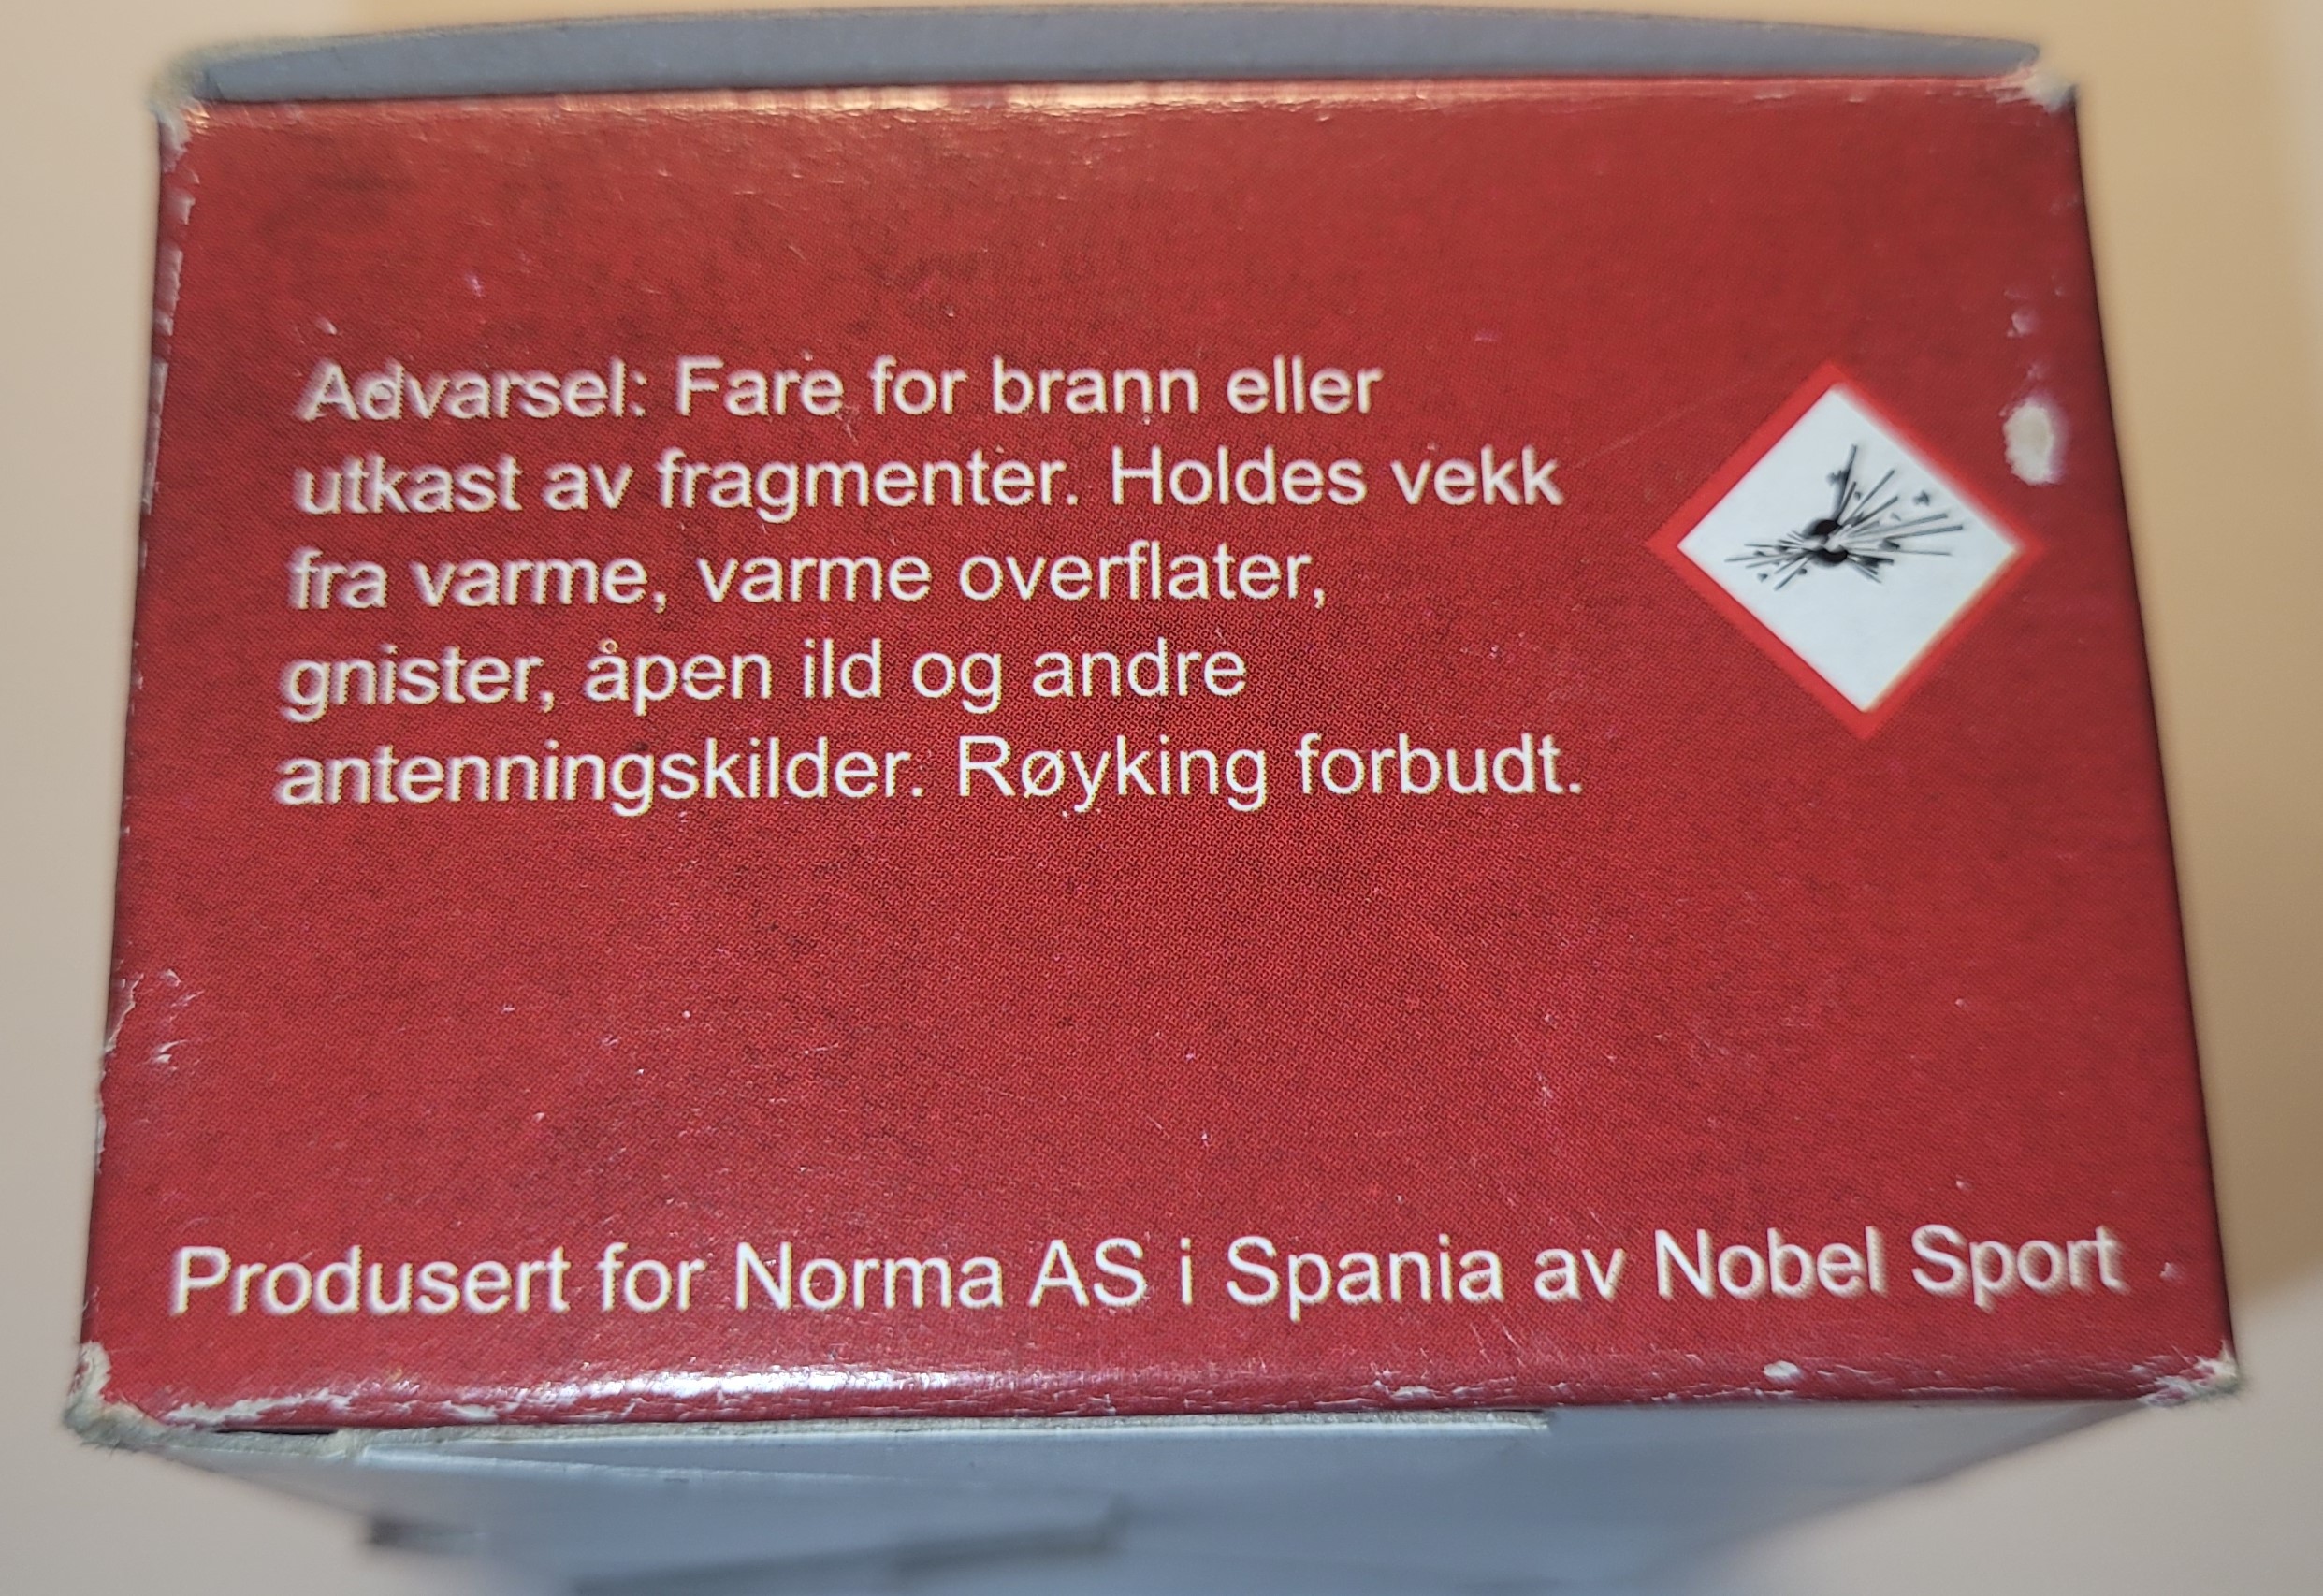 Advarsel: Fare for brann eller
utkast av fragmenter. Holdes vekk
fra varme, varme overflater,
gnister, åpen ild og andre
antenningskilder. Røyking forbudt.
Produsert for Norma AS i Spania av Nobel Sport